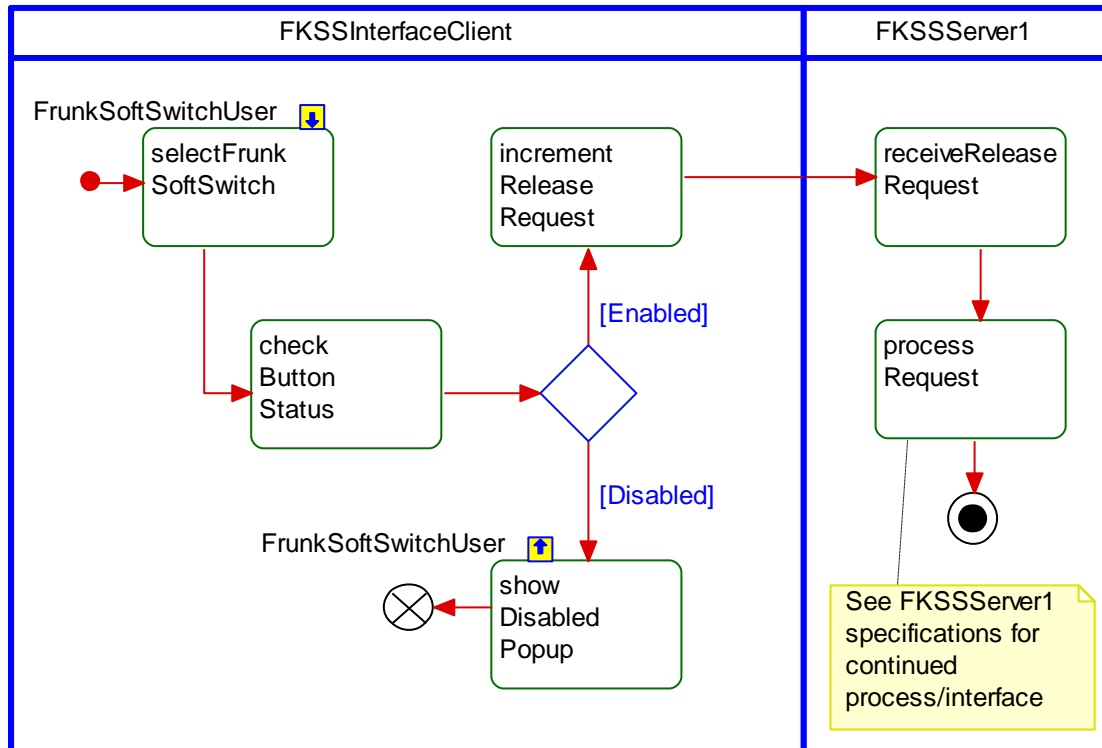 FKSSInterfaceClient
FKSSServer1
FrunkSoftSwitchUser
selectFrunk
SoftSwitch
increment
Release
Request
receiveRelease
Request
[Enabled]
check
Button
Status
process
Request
[Disabled]
FrunkSoftSwitchUser
show
Disabled
Popup
See FKSSServer1
specifications for
continued
process/interface